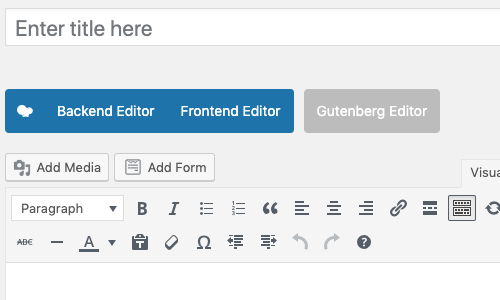 Enter title here
Backend Editor Frontend Editor Gutenberg Editor
Add Media Add Form
Visua
Paragraph B I
ABC A Ω ?